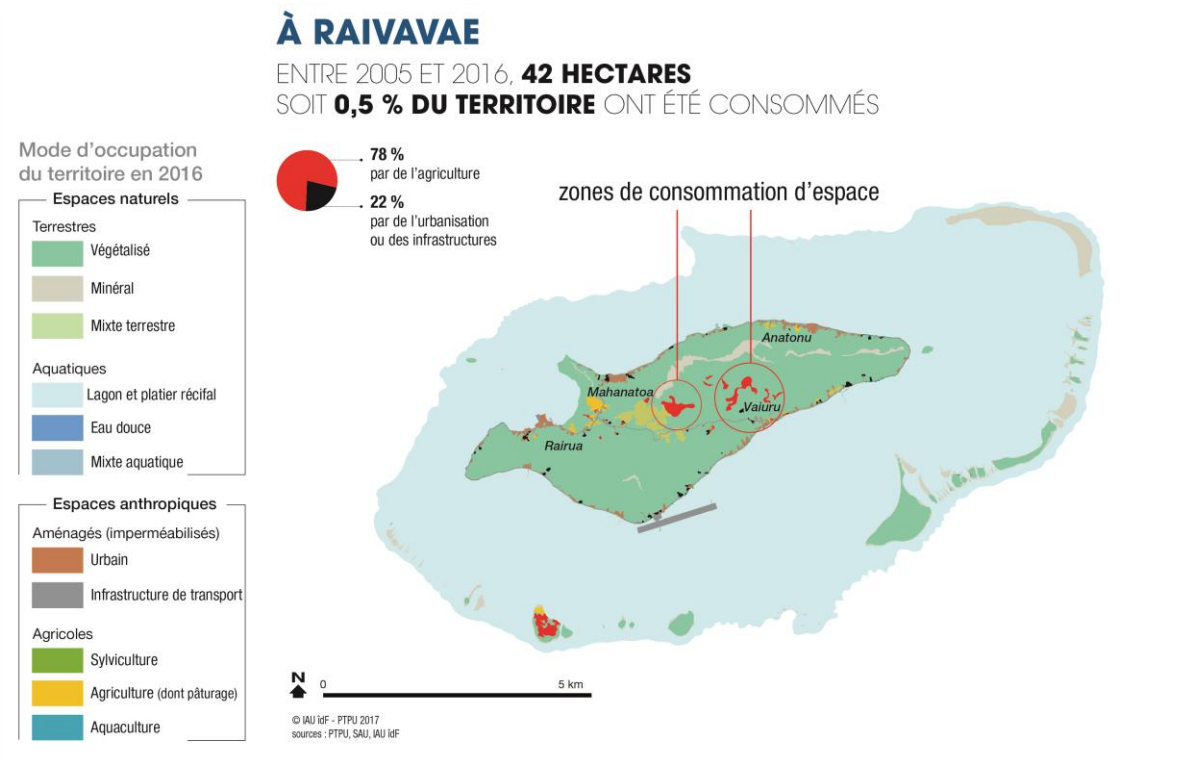 À RAIVAVAE
ENTRE 2005 ET 2016, 42 HECTARES
SOIT 0,5 % DU TERRITOIRE ONT ÉTÉ CONSOMMÉS
Mode d'occupation
du territoire en 2016
Espaces naturels
Terrestres
Végétalisé
Minéral
Mixte terrestre
Aquatiques
Lagon et platier récifal
Eau douce
Mixte aquatique
Espaces anthropiques
Aménagés (imperméabilisés)
Urbain
Infrastructure de transport
Agricoles
Sylviculture
Agriculture (dont pâturage)
Aquaculture
78 %
par de l'agriculture
22 %
par de l'urbanisation
ou des infrastructures
zones de consommation d'espace
Anatonu
Mahanatoa
Vaiuru
Rairua
N
0 5 km
© IAU îdF - PTPU 2017
sources : PTPU, SAU, IAU îdF